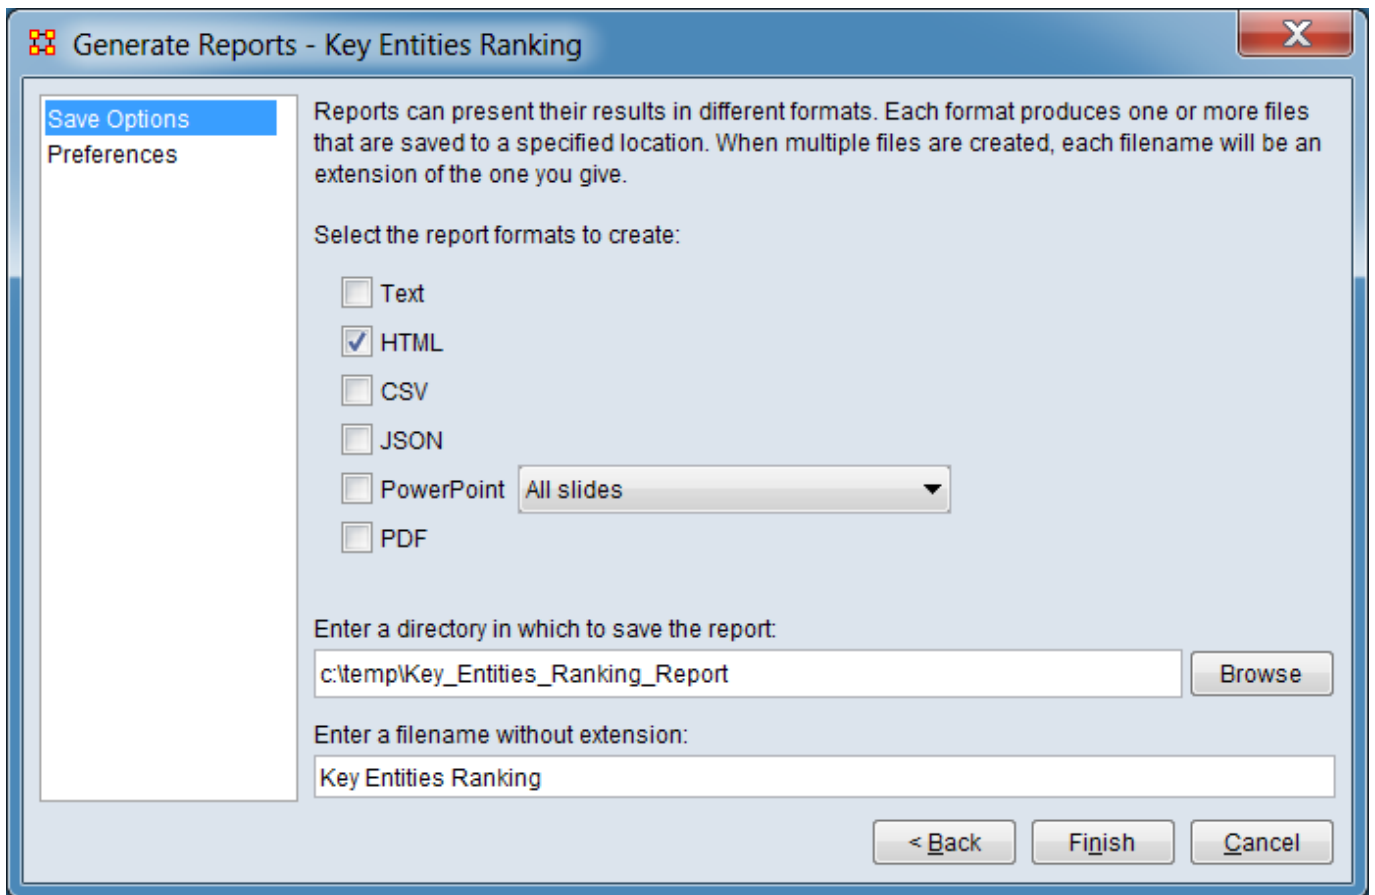 Generate Reports - Key Entities Ranking
Save Options
Preferences
Reports can present their results in different formats. Each format produces one or more files
that are saved to a specified location. When multiple files are created, each filename will be an
extension of the one you give.
Select the report formats to create:
Text
HTML
CSV
JSON
PowerPoint All slides
PDF
Enter a directory in which to save the report:
c:\temp\Key_Entities_Ranking_Report Browse
Enter a filename without extension:
Key Entities Ranking
< Back Finish Cancel